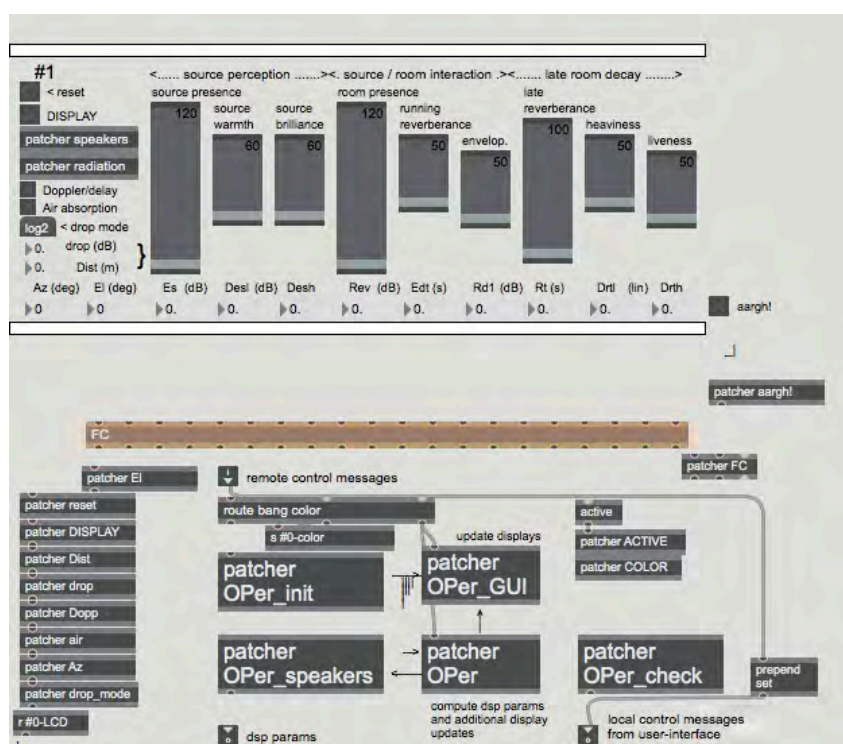 #1
<...... source perception .......><. source / room interaction .><....... late room decay ........>
< reset
source presence
room presence
late
reverberance
DISPLAY
120
source
warmth
source
brilliance
120
running
reverberance
100
heaviness
patcher speakers
60
60
50
envelop.
50
liveness
patcher radiation
50
50
Doppler/delay
Air absorption
log2
< drop mode
0.
drop (dB)
}
0.
Dist (m)
Az (deg) El (deg) Es (dB) Desl (dB) Desh Rev (dB) Edt (s) Rd1 (dB) Rt (s) Drtl (lin) Drth
0 0 0. 0. 0. 0. 0. 0. 0. 0. 0.
aargh!
patcher aargh!
FC
patcher FC
patcher El
remote control messages
patcher reset
route bang color
active
patcher DISPLAY
s #0-color
update displays
patcher ACTIVE
patcher Dist
patcher
OPer_init
patcher
OPer_GUI
patcher COLOR
patcher drop
patcher Dopp
patcher air
patcher Az
patcher drop_mode
patcher
OPer_speakers
patcher
OPer
patcher
OPer_check
prepend
set
r #0-LCD
dsp params
compute dsp params
and additional display
updates
local control messages
from user-interface